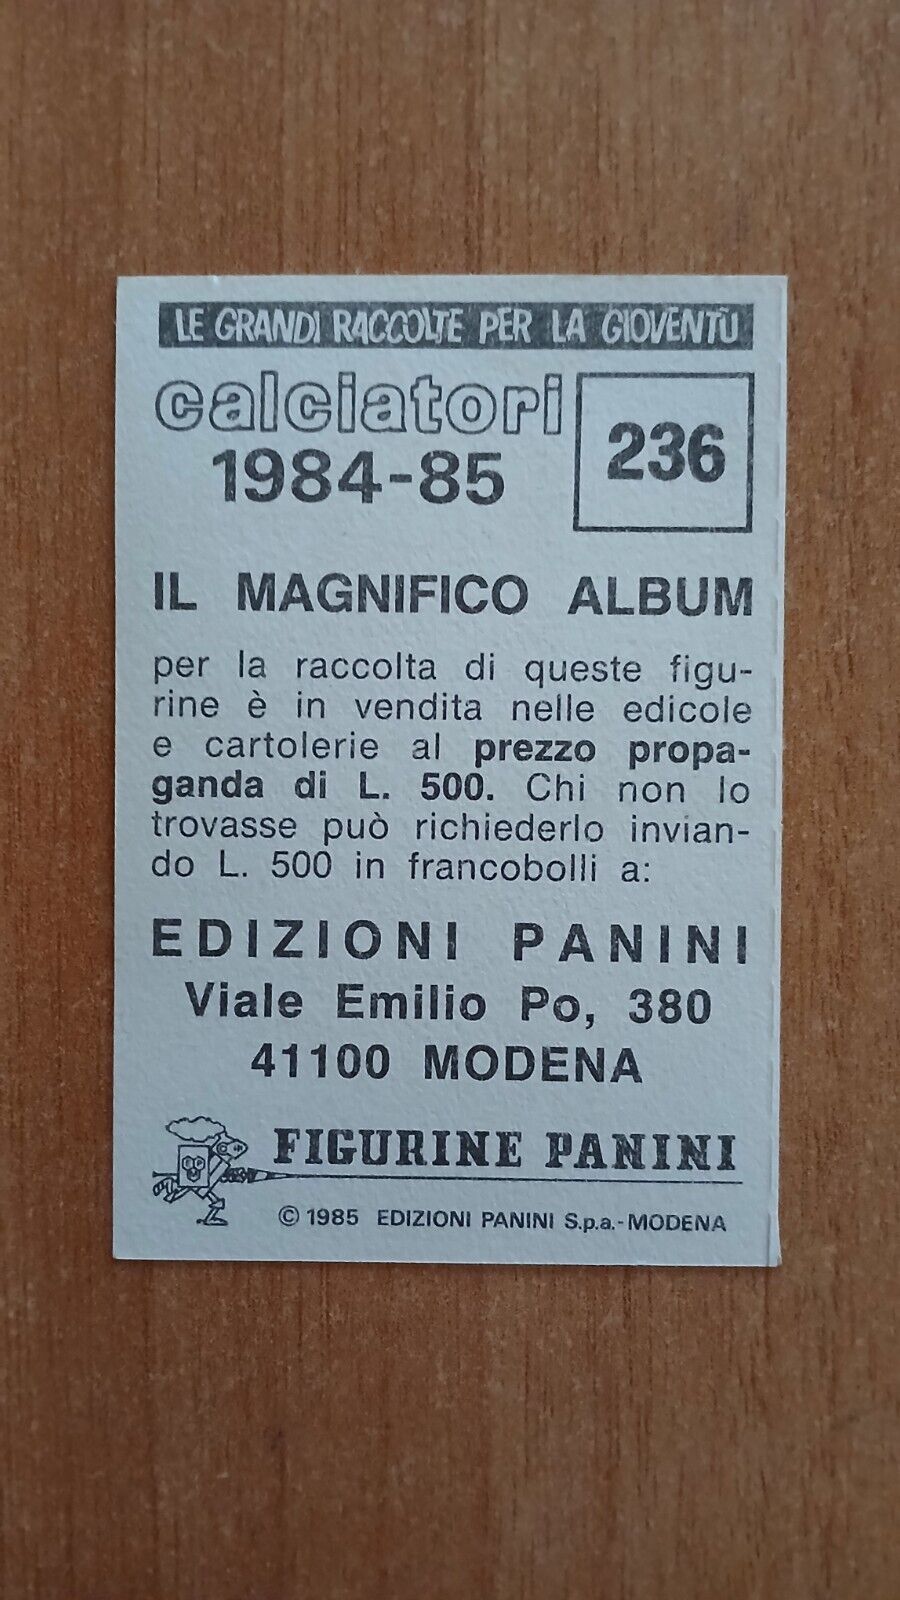 LE GRANDI RACCOLTE PER LA GIOVENTÙ
calciatori
1984-85
236
IL MAGNIFICO ALBUM
per la raccolta di queste figu-
rine è in vendita nelle edicole
e cartolerie al prezzo propa-
ganda di L. 500. Chi non lo
trovasse può richiederlo invian-
do L. 500 in francobolli a:
EDIZIONI PANINI
Viale Emilio Po, 380
41100 MODENA
FIGURINE PANINI
© 1985 EDIZIONI PANINI S.p.a.-MODENA